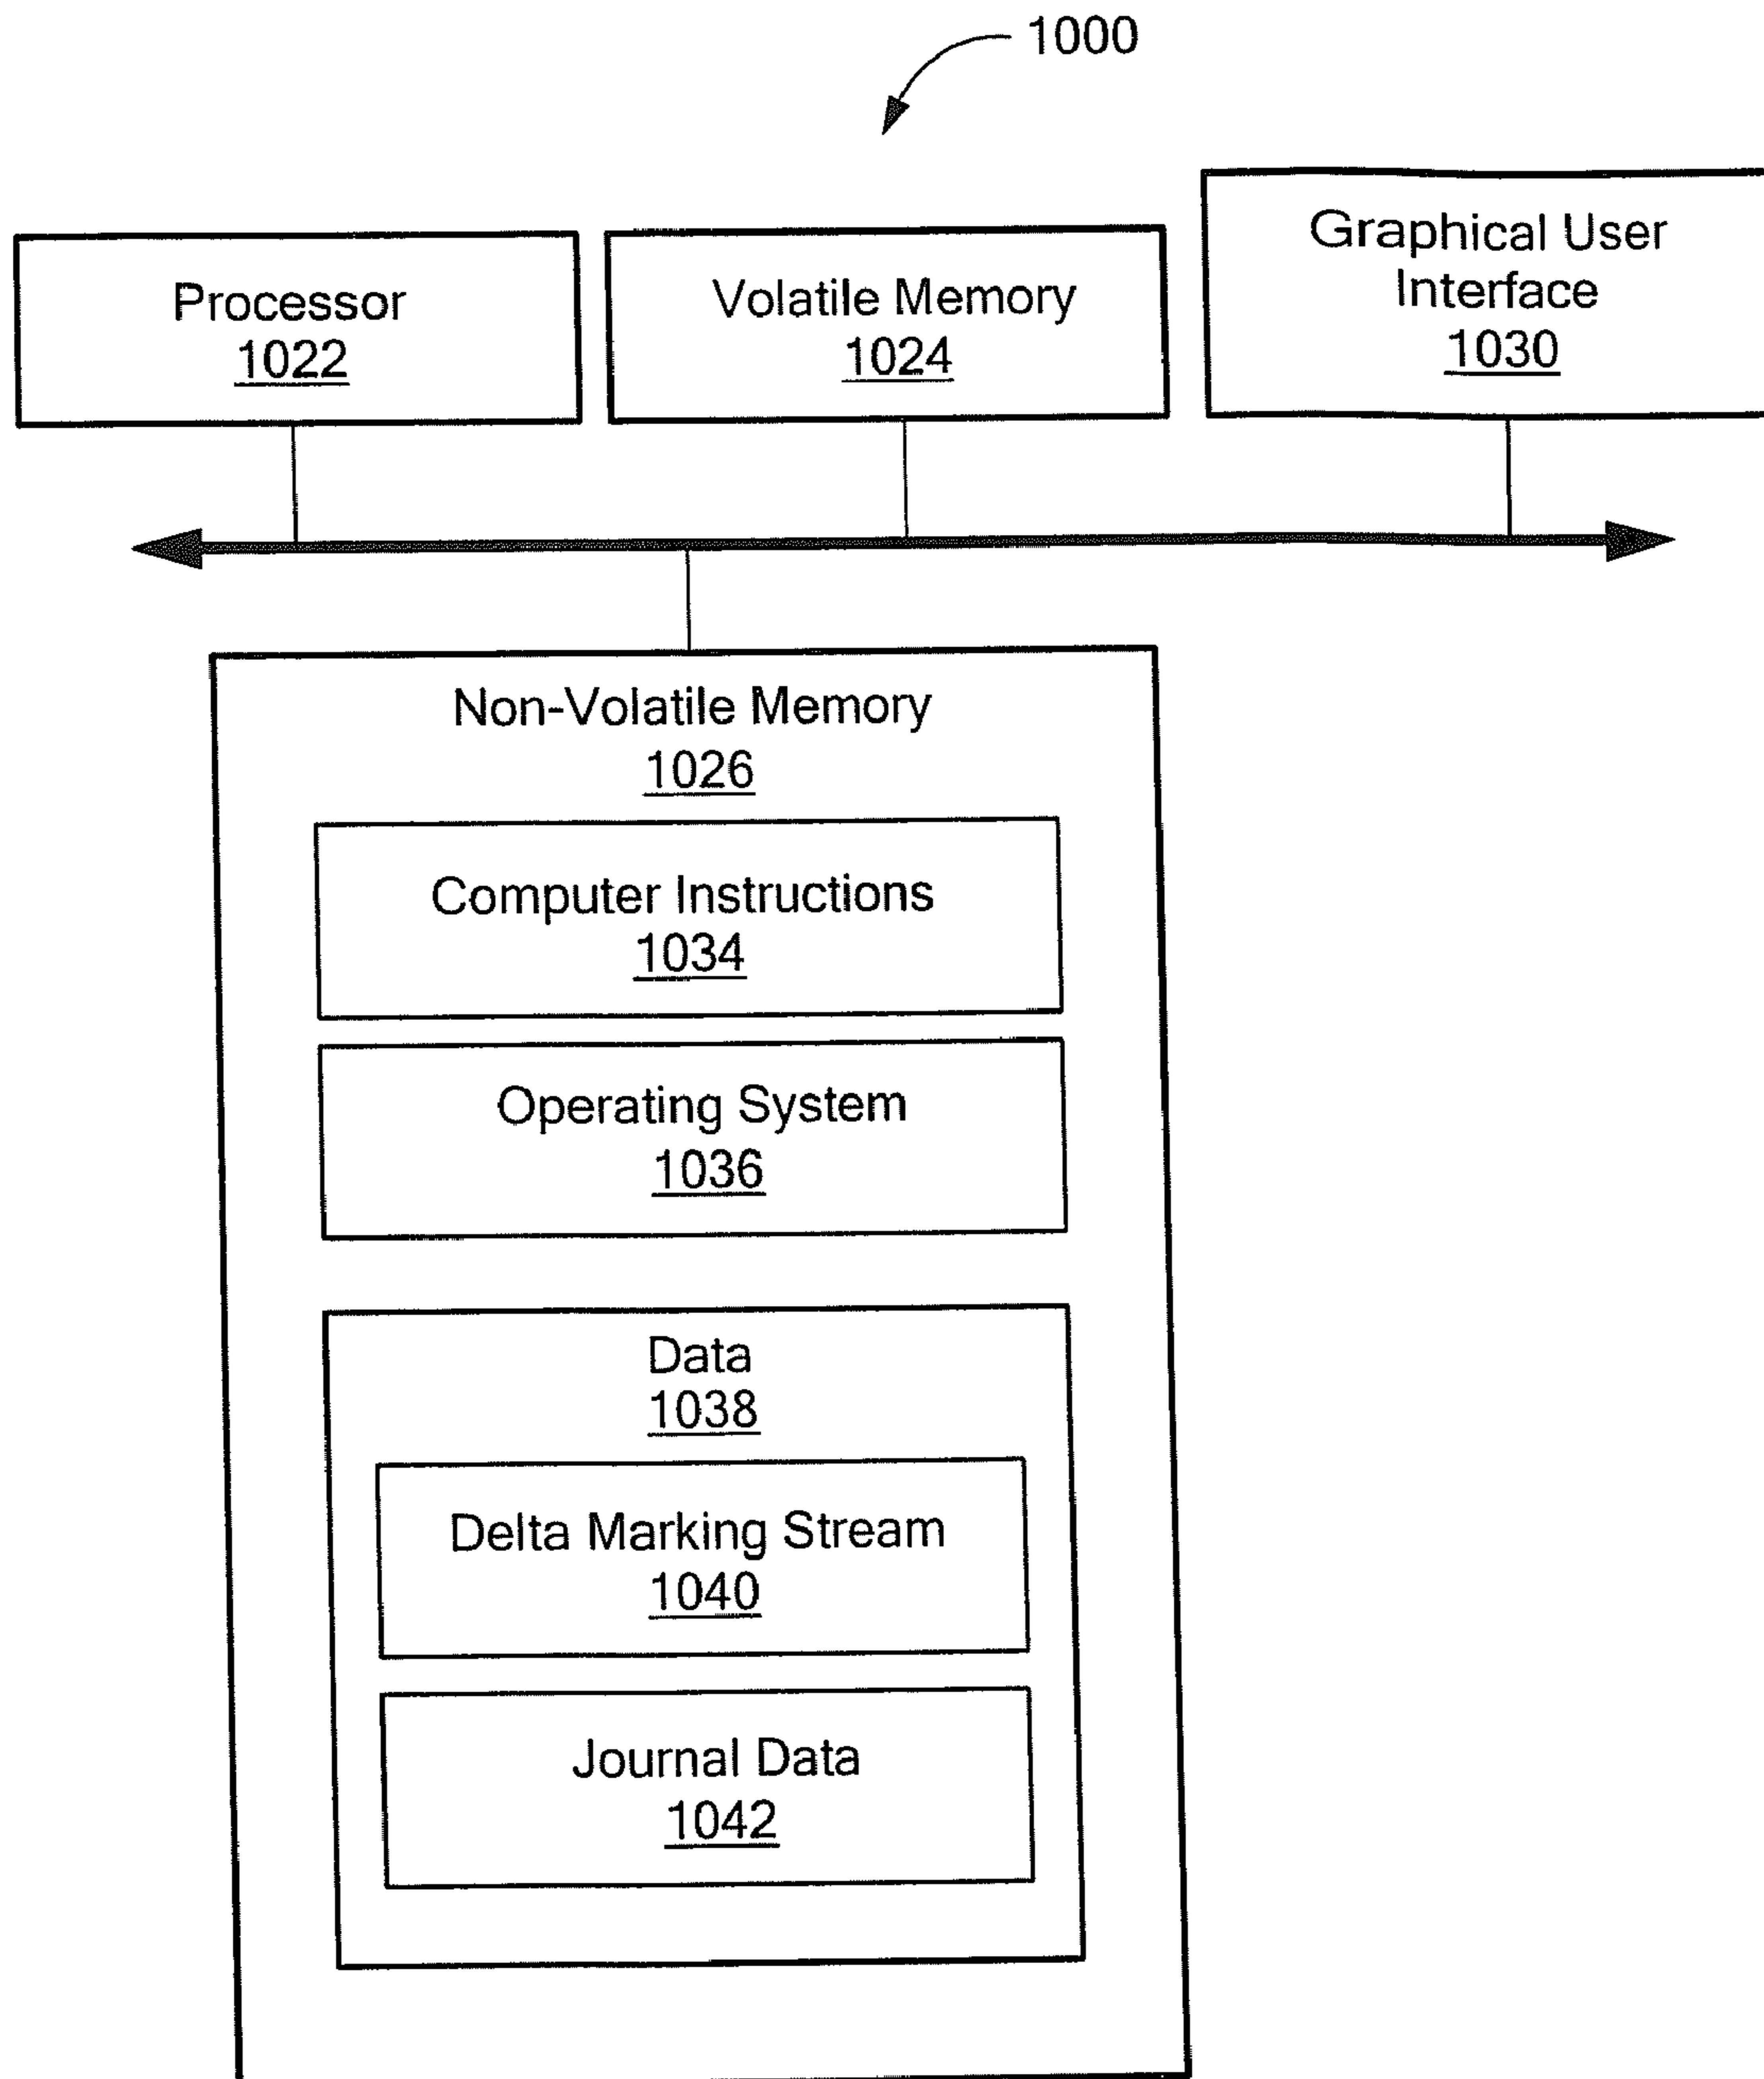 1000
Processor
1022
Volatile Memory
1024
Graphical User
Interface
1030
Non-Volatile Memory
1026
Computer Instructions
1034
Operating System
1036
Data
1038
Delta Marking Stream
1040
Journal Data
1042